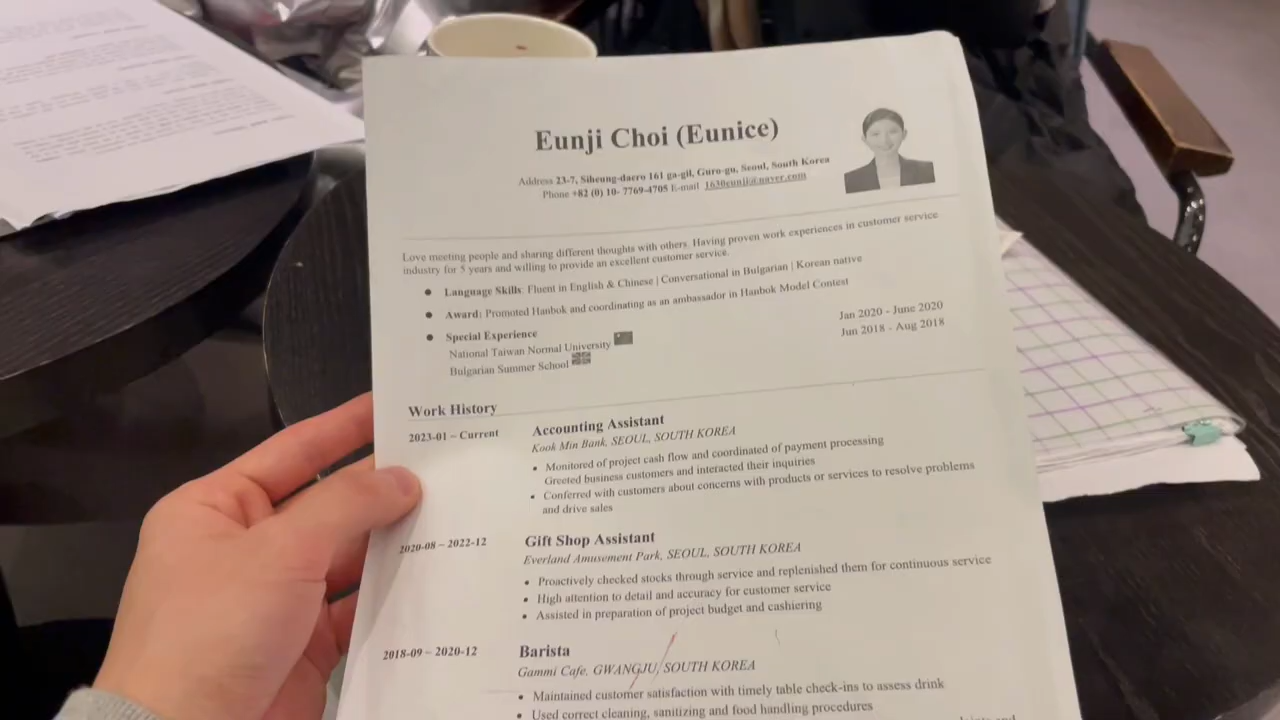 Eunji Choi (Eunice)
Address 23-7, Siheung-daero 161 ga-gil, Guro-gu, Seoul, South Korea
Phone +82 (0) 10- 7769-4705 E-mail 1630eunji@naver.com
Love meeting people and sharing different thoughts with others. Having proven work experiences in customer service
industry for 5 years and willing to provide an excellent customer service.
• Language Skills: Fluent in English & Chinese | Conversational in Bulgarian | Korean native
• Award: Promoted Hanbok and coordinating as an ambassador in Hanbok Model Contest
• Special Experience
National Taiwan Normal University Jan 2020 - June 2020
Bulgarian Summer School Jun 2018 - Aug 2018
Work History
2023-01 – Current Accounting Assistant
Kook Min Bank, SEOUL, SOUTH KOREA
• Monitored of project cash flow and coordinated of payment processing
Greeted business customers and interacted their inquiries
• Conferred with customers about concerns with products or services to resolve problems
and drive sales
2020-08 – 2022-12 Gift Shop Assistant
Everland Amusement Park, SEOUL, SOUTH KOREA
• Proactively checked stocks through service and replenished them for continuous service
• High attention to detail and accuracy for customer service
• Assisted in preparation of project budget and cashiering
2018-09 – 2020-12 Barista
Gammi Cafe, GWANGJU, SOUTH KOREA
• Maintained customer satisfaction with timely table check-ins to assess drink
• Used correct cleaning, sanitizing and food handling procedures